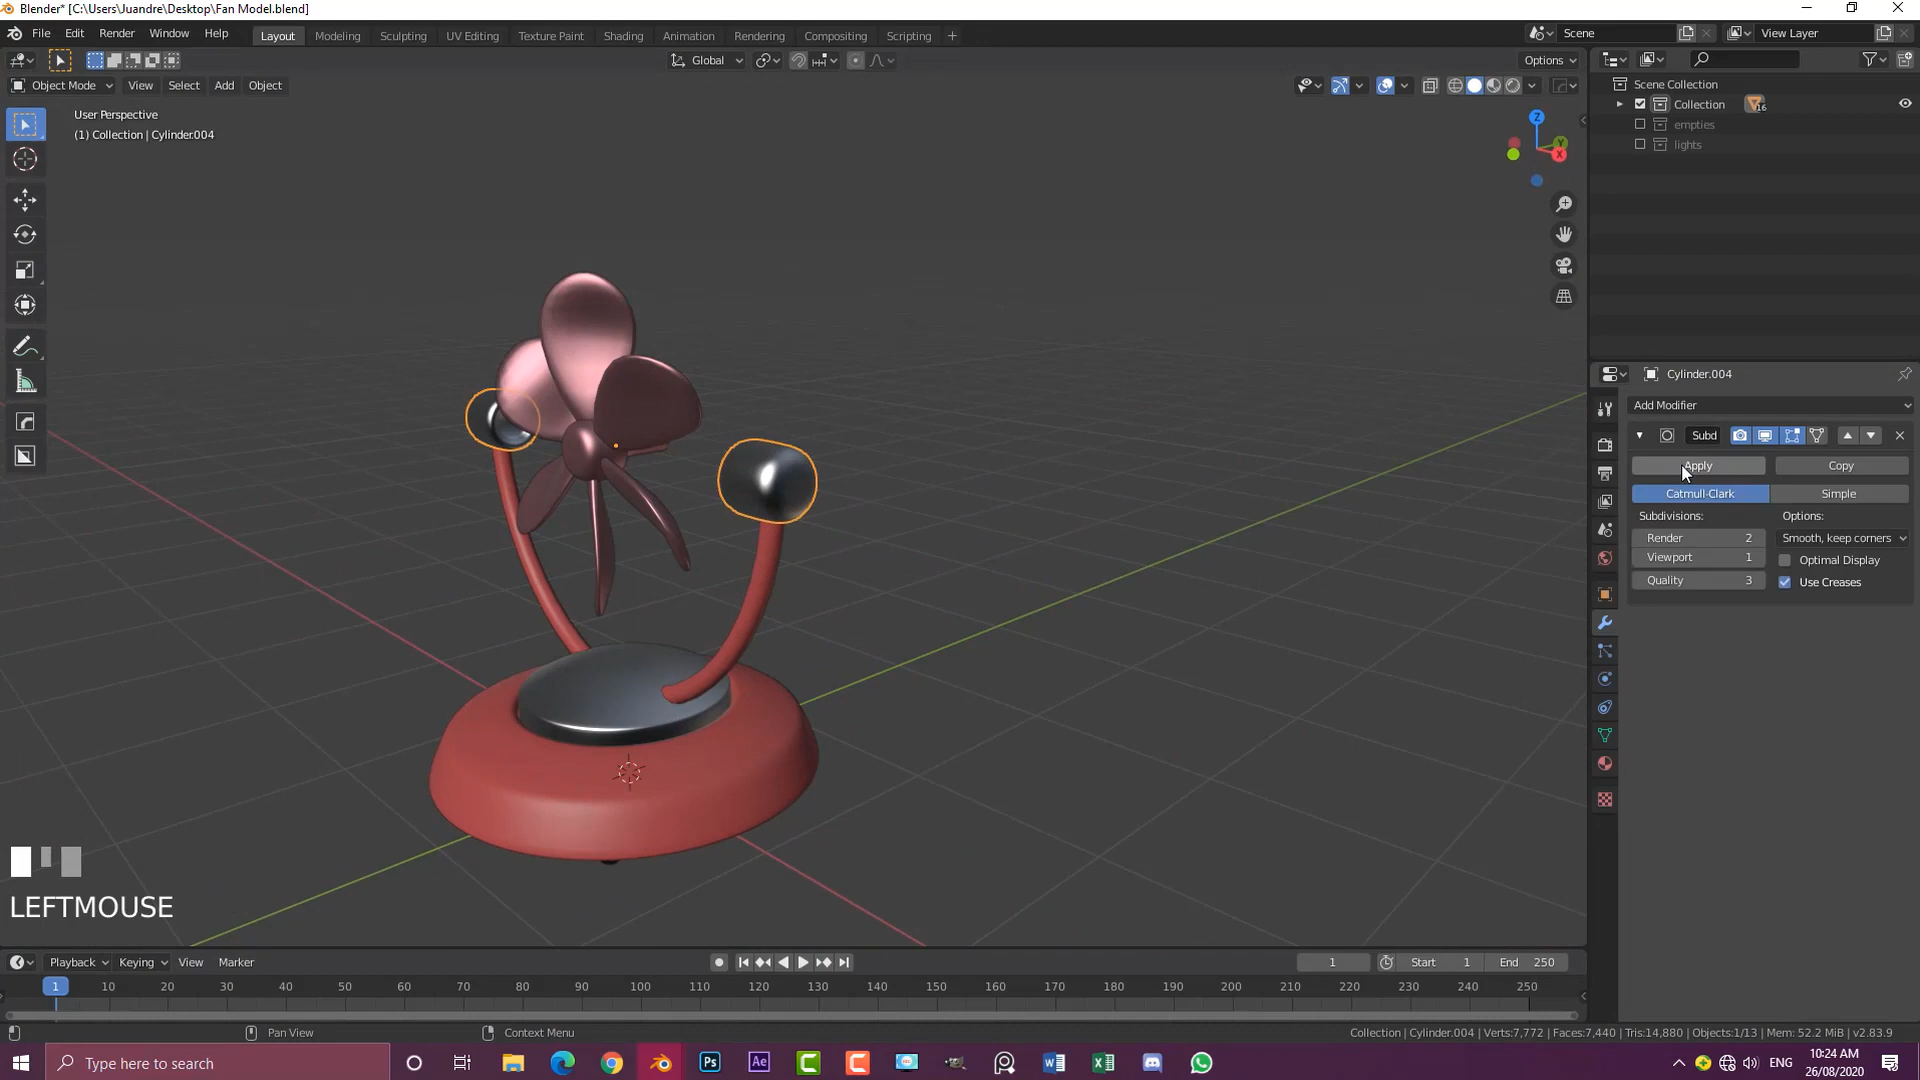 Blender* [C:\Users\Juandre\Desktop\Fan Model.blend]
File Edit Render Window Help
Layout Modeling Sculpting UV Editing Texture Paint Shading Animation Rendering Compositing Scripting +
Scene
View Layer
Global
Options
Object Mode View Select Add Object
User Perspective
(1) Collection | Cylinder.004
Z
Y
X
Scene Collection
Collection 16
empties
lights
Cylinder.004
Add Modifier
Subd
Apply Copy
Catmull-Clark Simple
Subdivisions: Options:
Render 2 Smooth, keep corners
Viewport 1 Optimal Display
Quality 3 Use Creases
LEFTMOUSE
Playback Keying View Marker
1 Start 1 End 250
1 10 20 30 40 50 60 70 80 90 100 110 120 130 140 150 160 170 180 190 200 210 220 230 240 250
Pan View Context Menu
Collection | Cylinder.004 | Verts:7,772 | Faces:7,440 | Tris:14,880 | Objects:1/13 | Mem: 52.2 MiB | v2.83.9
Type here to search
Ps
Ae
ENG
10:24 AM
26/08/2020